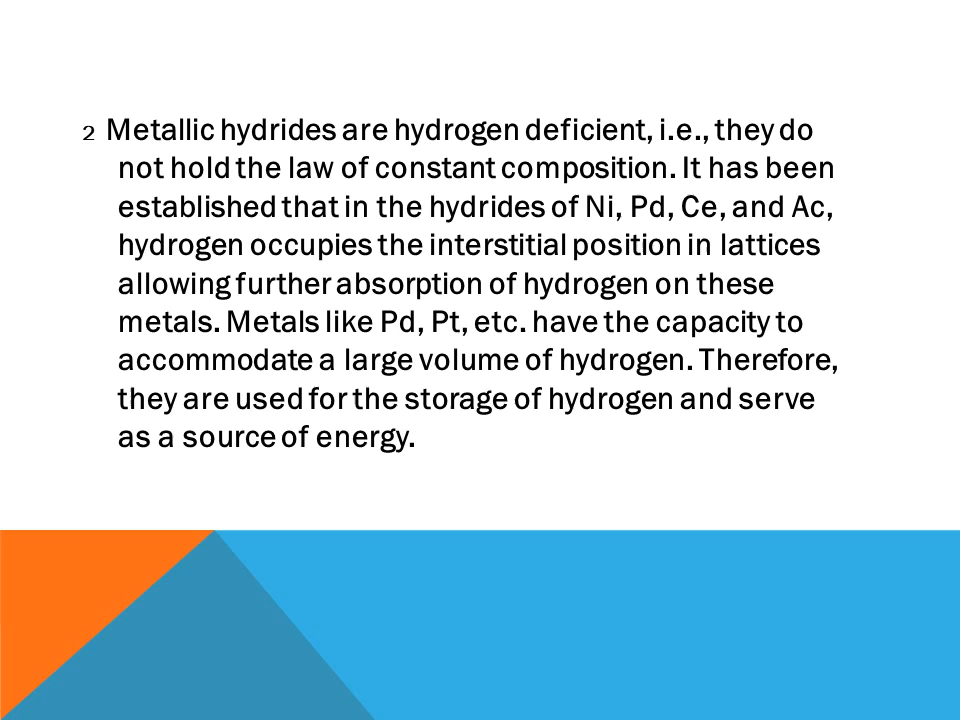 2 Metallic hydrides are hydrogen deficient, i.e., they do
not hold the law of constant composition. It has been
established that in the hydrides of Ni, Pd, Ce, and Ac,
hydrogen occupies the interstitial position in lattices
allowing further absorption of hydrogen on these
metals. Metals like Pd, Pt, etc. have the capacity to
accommodate a large volume of hydrogen. Therefore,
they are used for the storage of hydrogen and serve
as a source of energy.